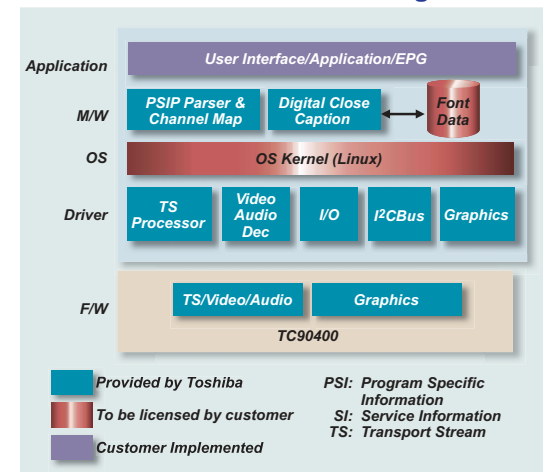 Application
User Interface/Application/EPG
M/W
PSIP Parser &
Channel Map
Digital Close
Caption
Font
Data
OS
OS Kernel (Linux)
Driver
TS
Processor
Video
Audio
Dec
I/O
I²CBus
Graphics
F/W
TS/Video/Audio
Graphics
TC90400
Provided by Toshiba
To be licensed by customer
Customer Implemented
PSI: Program Specific
Information
SI: Service Information
TS: Transport Stream